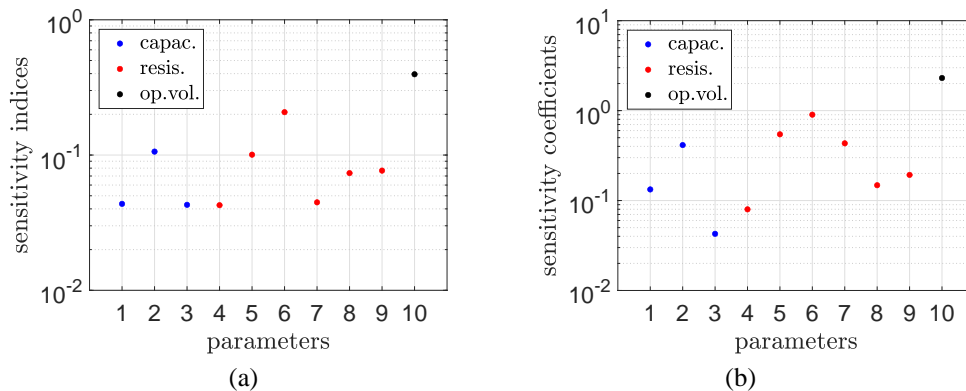 10^0
10^-1
10^-2
sensitivity indices
capac.
resis.
op.vol.
1 2 3 4 5 6 7 8 9 10
parameters
(a)
10^1
10^0
10^-1
10^-2
sensitivity coefficients
capac.
resis.
op.vol.
1 2 3 4 5 6 7 8 9 10
parameters
(b)